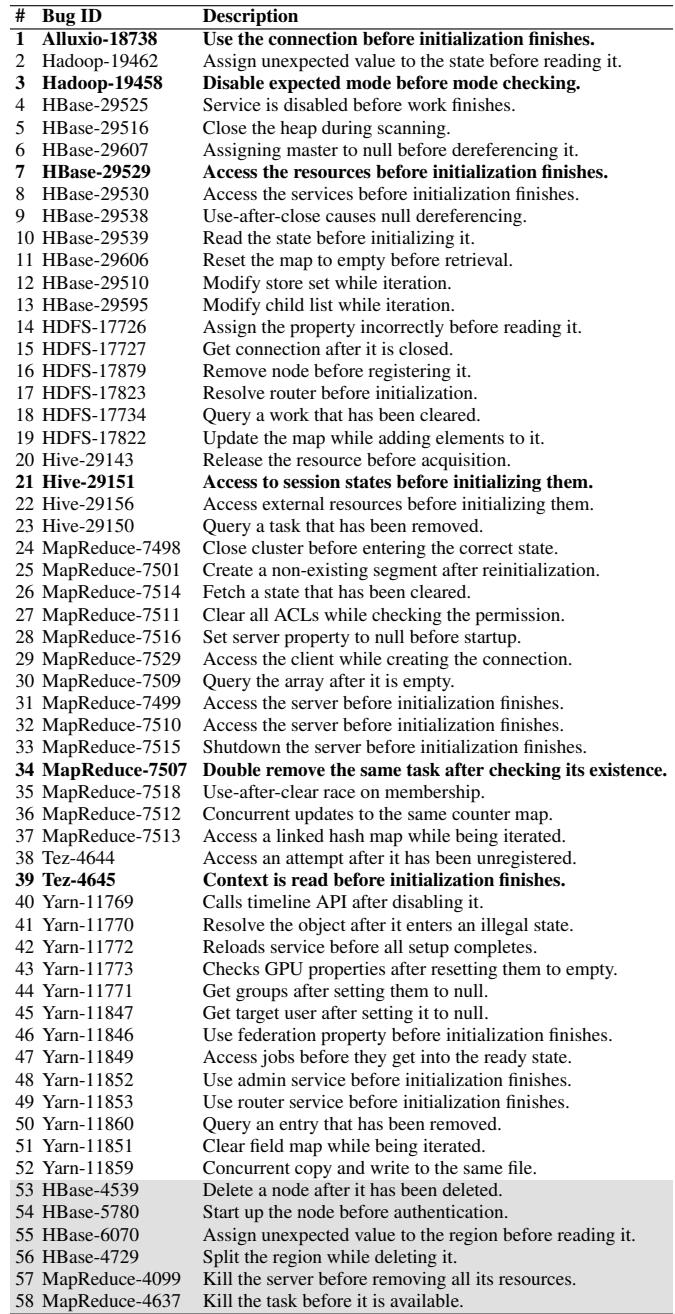 # Bug ID Description
1 Alluxio-18738 Use the connection before initialization finishes.
2 Hadoop-19462 Assign unexpected value to the state before reading it.
3 Hadoop-19458 Disable expected mode before mode checking.
4 HBase-29525 Service is disabled before work finishes.
5 HBase-29516 Close the heap during scanning.
6 HBase-29607 Assigning master to null before dereferencing it.
7 HBase-29529 Access the resources before initialization finishes.
8 HBase-29530 Access the services before initialization finishes.
9 HBase-29538 Use-after-close causes null dereferencing.
10 HBase-29539 Read the state before initializing it.
11 HBase-29606 Reset the map to empty before retrieval.
12 HBase-29510 Modify store set while iteration.
13 HBase-29595 Modify child list while iteration.
14 HDFS-17726 Assign the property incorrectly before reading it.
15 HDFS-17727 Get connection after it is closed.
16 HDFS-17879 Remove node before registering it.
17 HDFS-17823 Resolve router before initialization.
18 HDFS-17734 Query a work that has been cleared.
19 HDFS-17822 Update the map while adding elements to it.
20 Hive-29143 Release the resource before acquisition.
21 Hive-29151 Access to session states before initializing them.
22 Hive-29156 Access external resources before initializing them.
23 Hive-29150 Query a task that has been removed.
24 MapReduce-7498 Close cluster before entering the correct state.
25 MapReduce-7501 Create a non-existing segment after reinitialization.
26 MapReduce-7514 Fetch a state that has been cleared.
27 MapReduce-7511 Clear all ACLs while checking the permission.
28 MapReduce-7516 Set server property to null before startup.
29 MapReduce-7529 Access the client while creating the connection.
30 MapReduce-7509 Query the array after it is empty.
31 MapReduce-7499 Access the server before initialization finishes.
32 MapReduce-7510 Access the server before initialization finishes.
33 MapReduce-7515 Shutdown the server before initialization finishes.
34 MapReduce-7507 Double remove the same task after checking its existence.
35 MapReduce-7518 Use-after-clear race on membership.
36 MapReduce-7512 Concurrent updates to the same counter map.
37 MapReduce-7513 Access a linked hash map while being iterated.
38 Tez-4644 Access an attempt after it has been unregistered.
39 Tez-4645 Context is read before initialization finishes.
40 Yarn-11769 Calls timeline API after disabling it.
41 Yarn-11770 Resolve the object after it enters an illegal state.
42 Yarn-11772 Reloads service before all setup completes.
43 Yarn-11773 Checks GPU properties after resetting them to empty.
44 Yarn-11771 Get groups after setting them to null.
45 Yarn-11847 Get target user after setting it to null.
46 Yarn-11846 Use federation property before initialization finishes.
47 Yarn-11849 Access jobs before they get into the ready state.
48 Yarn-11852 Use admin service before initialization finishes.
49 Yarn-11853 Use router service before initialization finishes.
50 Yarn-11860 Query an entry that has been removed.
51 Yarn-11851 Clear field map while being iterated.
52 Yarn-11859 Concurrent copy and write to the same file.
53 HBase-4539 Delete a node after it has been deleted.
54 HBase-5780 Start up the node before authentication.
55 HBase-6070 Assign unexpected value to the region before reading it.
56 HBase-4729 Split the region while deleting it.
57 MapReduce-4099 Kill the server before removing all its resources.
58 MapReduce-4637 Kill the task before it is available.